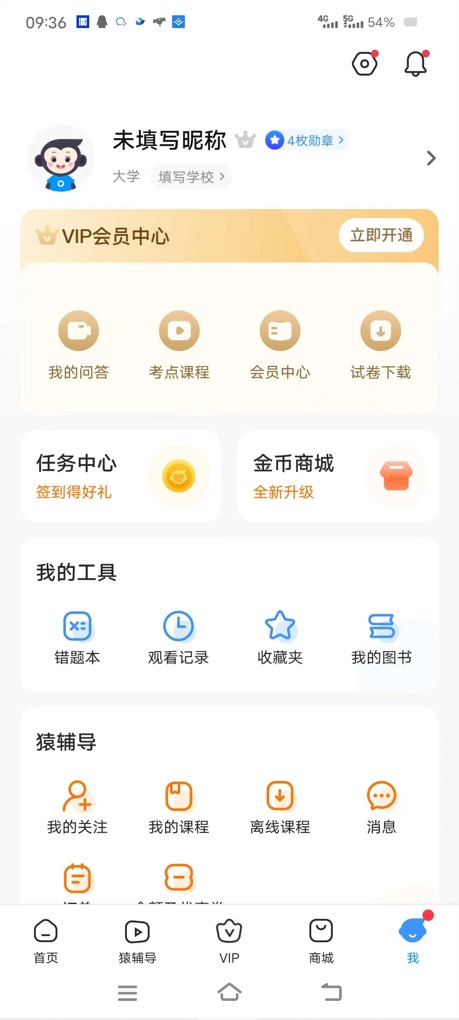 09:36 4G 5G 54%
未填写昵称 4枚勋章
大学 填写学校
VIP会员中心 立即开通
我的问答 考点课程 会员中心 试卷下载
任务中心 金币商城
签到得好礼 全新升级
我的工具
错题本 观看记录 收藏夹 我的图书
猿辅导
我的关注 我的课程 离线课程 消息
首页 猿辅导 VIP 商城 我